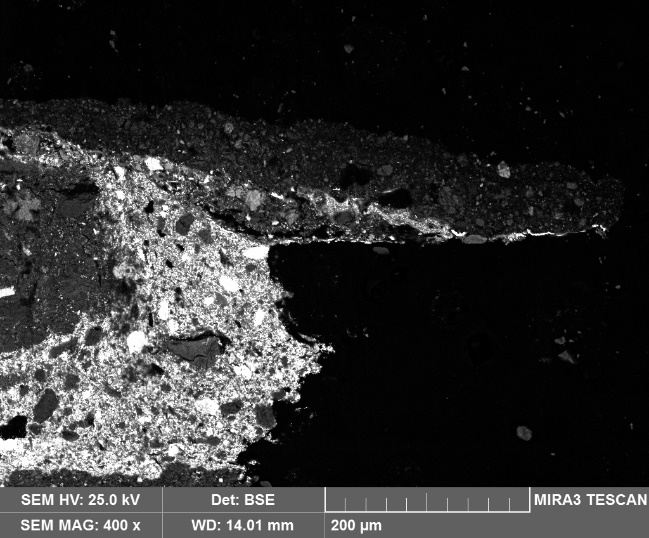 SEM HV: 25.0 kV Det: BSE MIRA3 TESCAN
SEM MAG: 400 x WD: 14.01 mm 200 µm